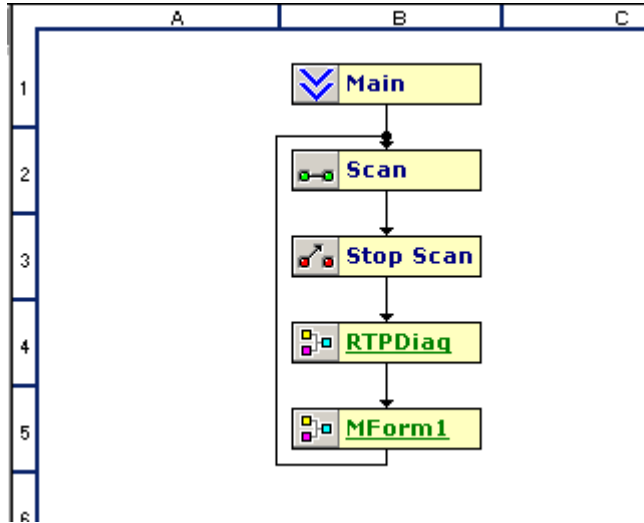 A B C
1 Main
2 Scan
3 Stop Scan
4 RTPDiag
5 MForm1
6